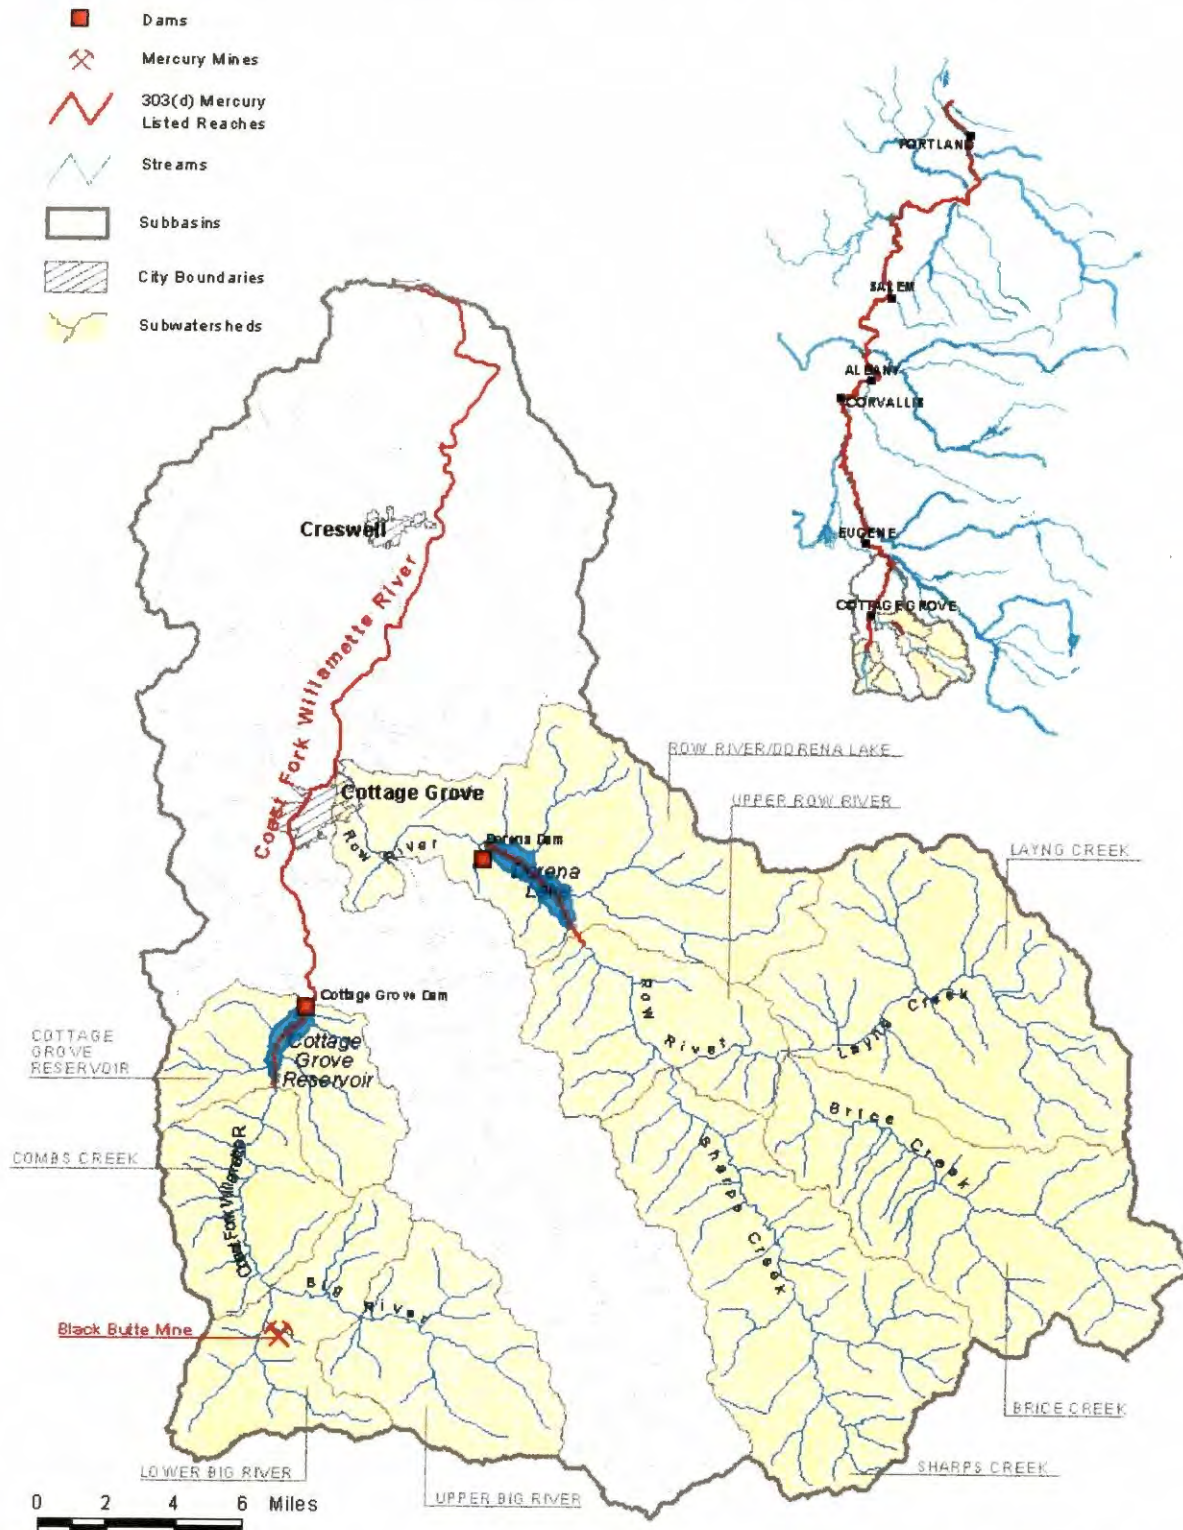 Dams
Mercury Mines
303(d) Mercury
Listed Reaches
Streams
Subbasins
City Boundaries
Subwatersheds
PORTLAND
SALEM
ALBANY
CORVALLIS
EUGENE
COTTAGE GROVE
Creswell
Coast Fork Willamette River
ROW RIVER/DORENA LAKE
UPPER ROW RIVER
LAYNG CREEK
Cottage Grove
Row River
Dorena Dam
Dorena
Lake
Cottage Grove Dam
COTTAGE
GROVE
RESERVOIR
Cottage
Grove
Reservoir
Row River
Layng Creek
Brice Creek
Sharps Creek
COMBS CREEK
Coast Fork Willamette R
Big River
Black Butte Mine
BRICE CREEK
SHARPS CREEK
LOWER BIG RIVER
UPPER BIG RIVER
0 2 4 6 Miles